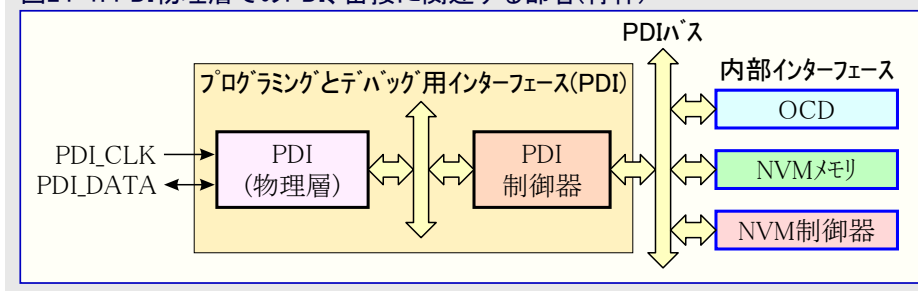 PDIバス
プログラミングとデバッグ用インターフェース(PDI)
内部インターフェース
OCD
PDI_CLK
PDI_DATA
PDI
(物理層)
PDI
制御器
NVMメモリ
NVM制御器